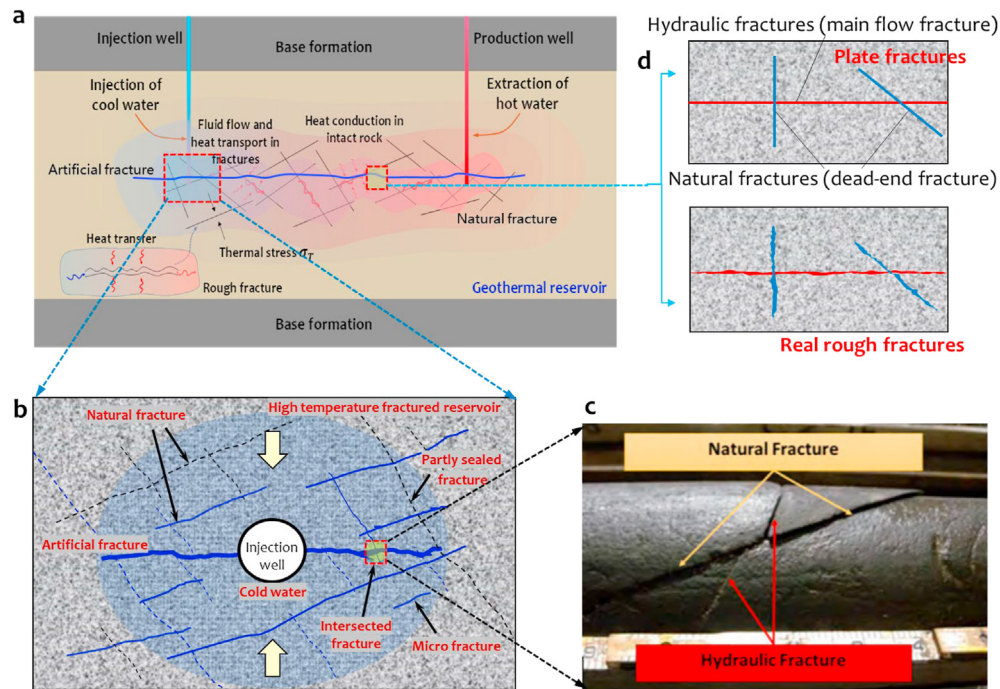 a
Injection well
Base formation
Production well
Injection of
cool water
Extraction of
hot water
Fluid flow and
heat transport in
fractures
Heat conduction in
intact rock
Artificial fracture
Natural fracture
Heat transfer
Thermal stress σT
Rough fracture
Geothermal reservoir
Base formation
d
Hydraulic fractures (main flow fracture)
Plate fractures
Natural fractures (dead-end fracture)
Real rough fractures
b
Natural fracture
High temperature fractured reservoir
Partly sealed
fracture
Artificial fracture
Injection
well
Cold water
Intersected
fracture
Micro fracture
c
Natural Fracture
Hydraulic Fracture